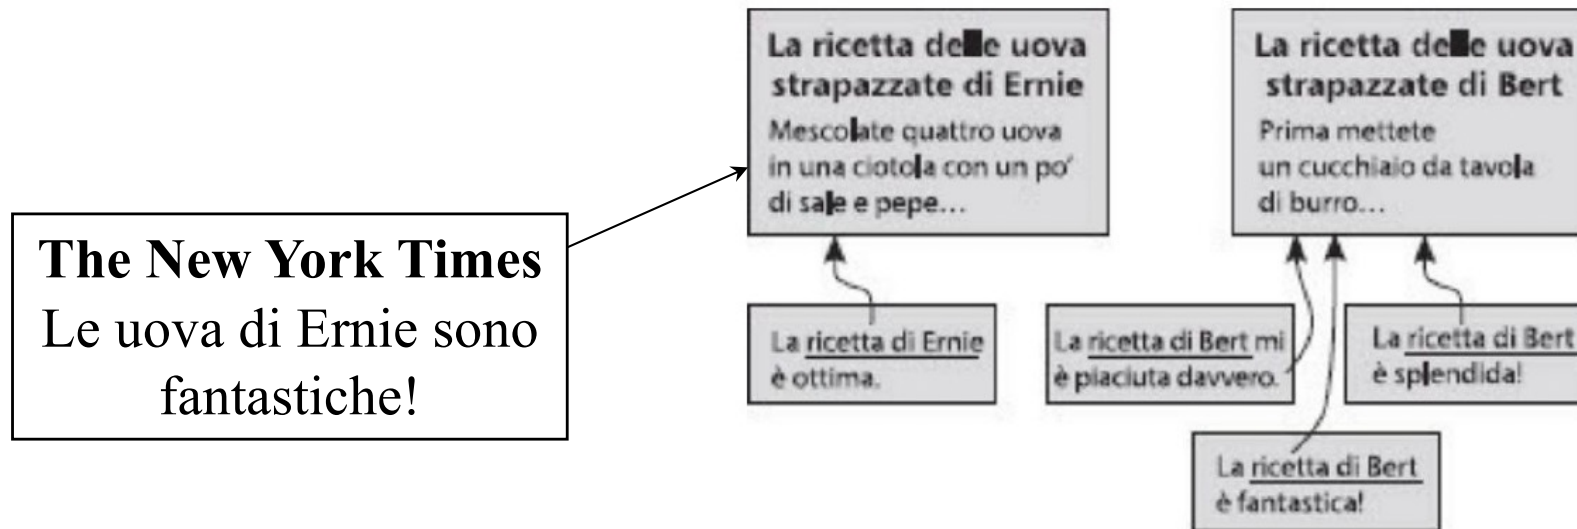 La ricetta delle uova
strapazzate di Ernie
Mescolate quattro uova
in una ciotola con un po'
di sale e pepe...
La ricetta delle uova
strapazzate di Bert
Prima mettete
un cucchiaio da tavola
di burro...
The New York Times
Le uova di Ernie sono
fantastiche!
La ricetta di Ernie
è ottima.
La ricetta di Bert mi
è piaciuta davvero.
La ricetta di Bert
è splendida!
La ricetta di Bert
è fantastica!